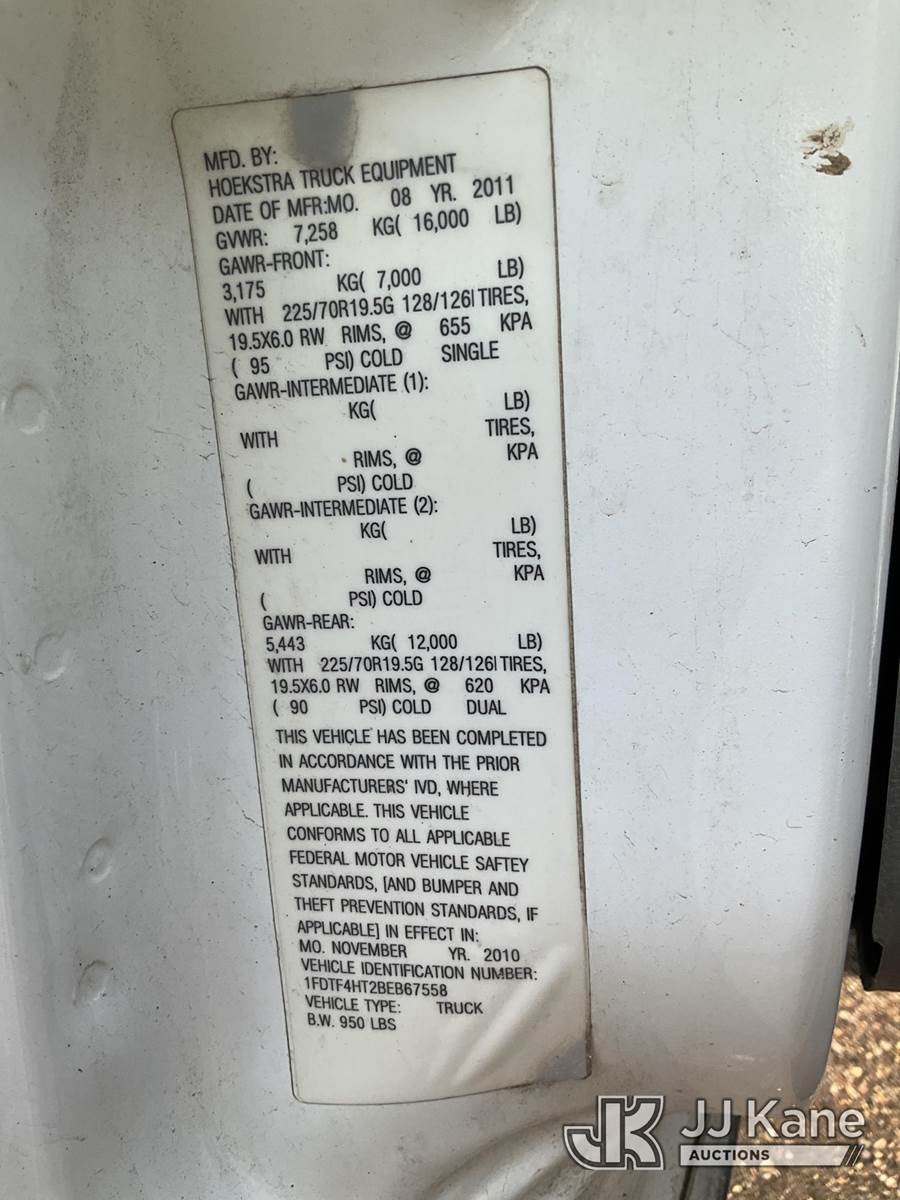 MFD. BY:
HOEKSTRA TRUCK EQUIPMENT
DATE OF MFR:MO. 08 YR. 2011
GVWR: 7,258 KG( 16,000 LB)
GAWR-FRONT:
3,175 KG( 7,000 LB)
WITH 225/70R19.5G 128/126l TIRES,
19.5X6.0 RW RIMS, @ 655 KPA
( 95 PSI) COLD SINGLE
GAWR-INTERMEDIATE (1):
KG( LB)
WITH TIRES,
RIMS, @ KPA
( PSI) COLD
GAWR-INTERMEDIATE (2):
KG( LB)
WITH TIRES,
RIMS, @ KPA
( PSI) COLD
GAWR-REAR:
5,443 KG( 12,000 LB)
WITH 225/70R19.5G 128/126l TIRES,
19.5X6.0 RW RIMS, @ 620 KPA
( 90 PSI) COLD DUAL
THIS VEHICLE HAS BEEN COMPLETED
IN ACCORDANCE WITH THE PRIOR
MANUFACTURERS' IVD, WHERE
APPLICABLE. THIS VEHICLE
CONFORMS TO ALL APPLICABLE
FEDERAL MOTOR VEHICLE SAFTEY
STANDARDS, [AND BUMPER AND
THEFT PREVENTION STANDARDS, IF
APPLICABLE] IN EFFECT IN:
MO. NOVEMBER YR. 2010
VEHICLE IDENTIFICATION NUMBER:
1FDTF4HT2BEB67558
VEHICLE TYPE: TRUCK
B.W. 950 LBS
JK JJ Kane
AUCTIONS